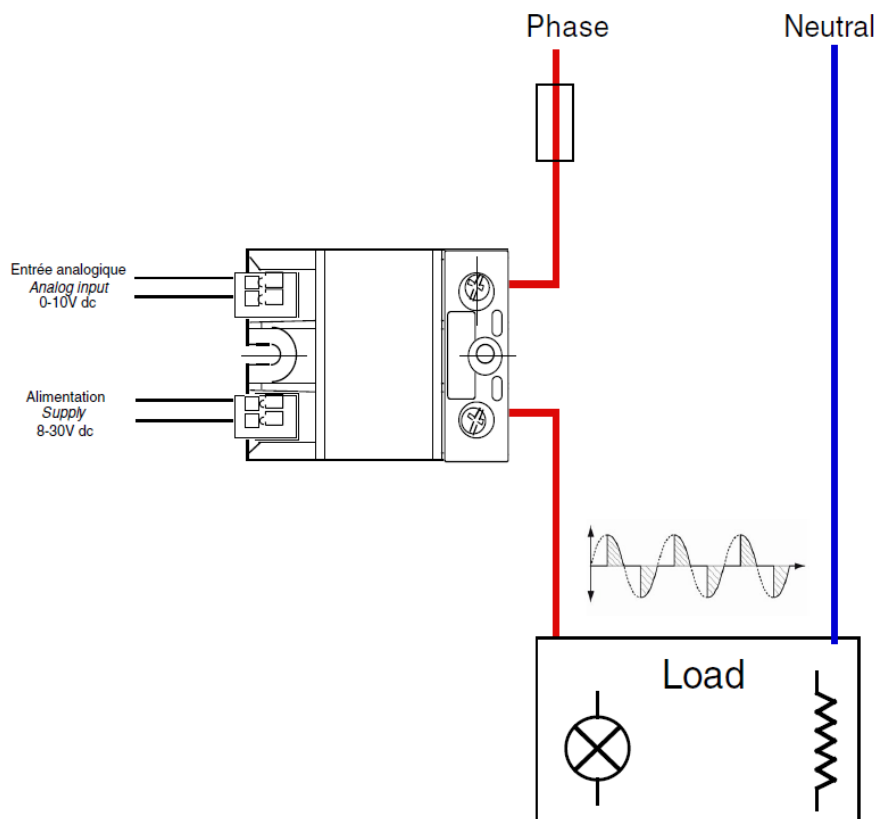 Phase
Neutral
Entrée analogique
Analog input
0-10V dc
Alimentation
Supply
8-30V dc
Load